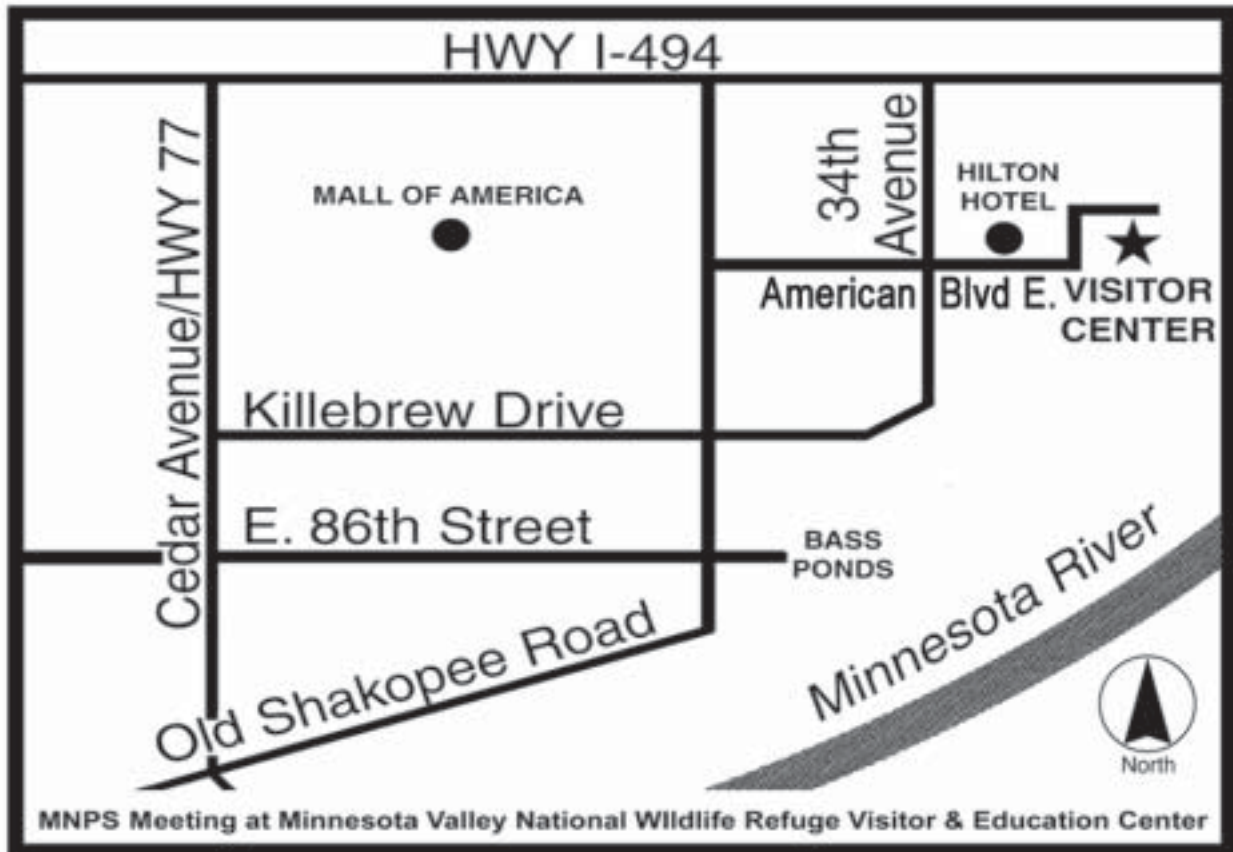 HWY I-494
Cedar Avenue/HWY 77
MALL OF AMERICA
34th
Avenue
HILTON
HOTEL
American Blvd E.
VISITOR
CENTER
Killebrew Drive
E. 86th Street
BASS
PONDS
Old Shakopee Road
Minnesota River
North
MNPS Meeting at Minnesota Valley National WIldlife Refuge Visitor & Education Center